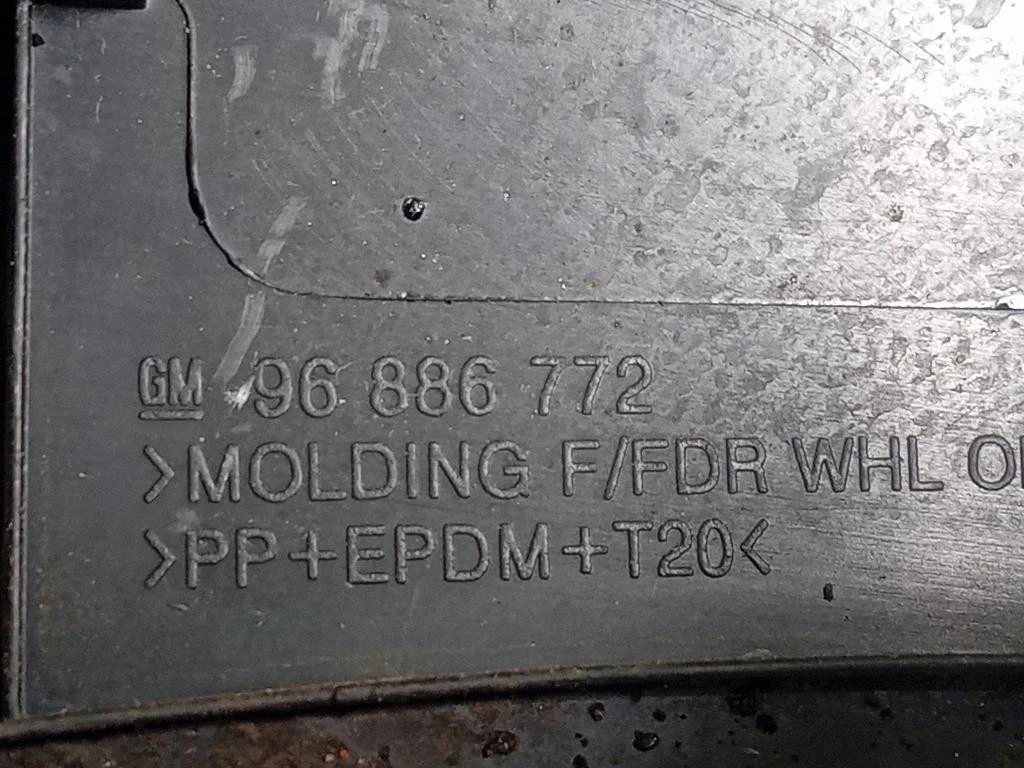 GM 96 886 772
>MOLDING F/FDR WHL
>PP+EPDM+T20<